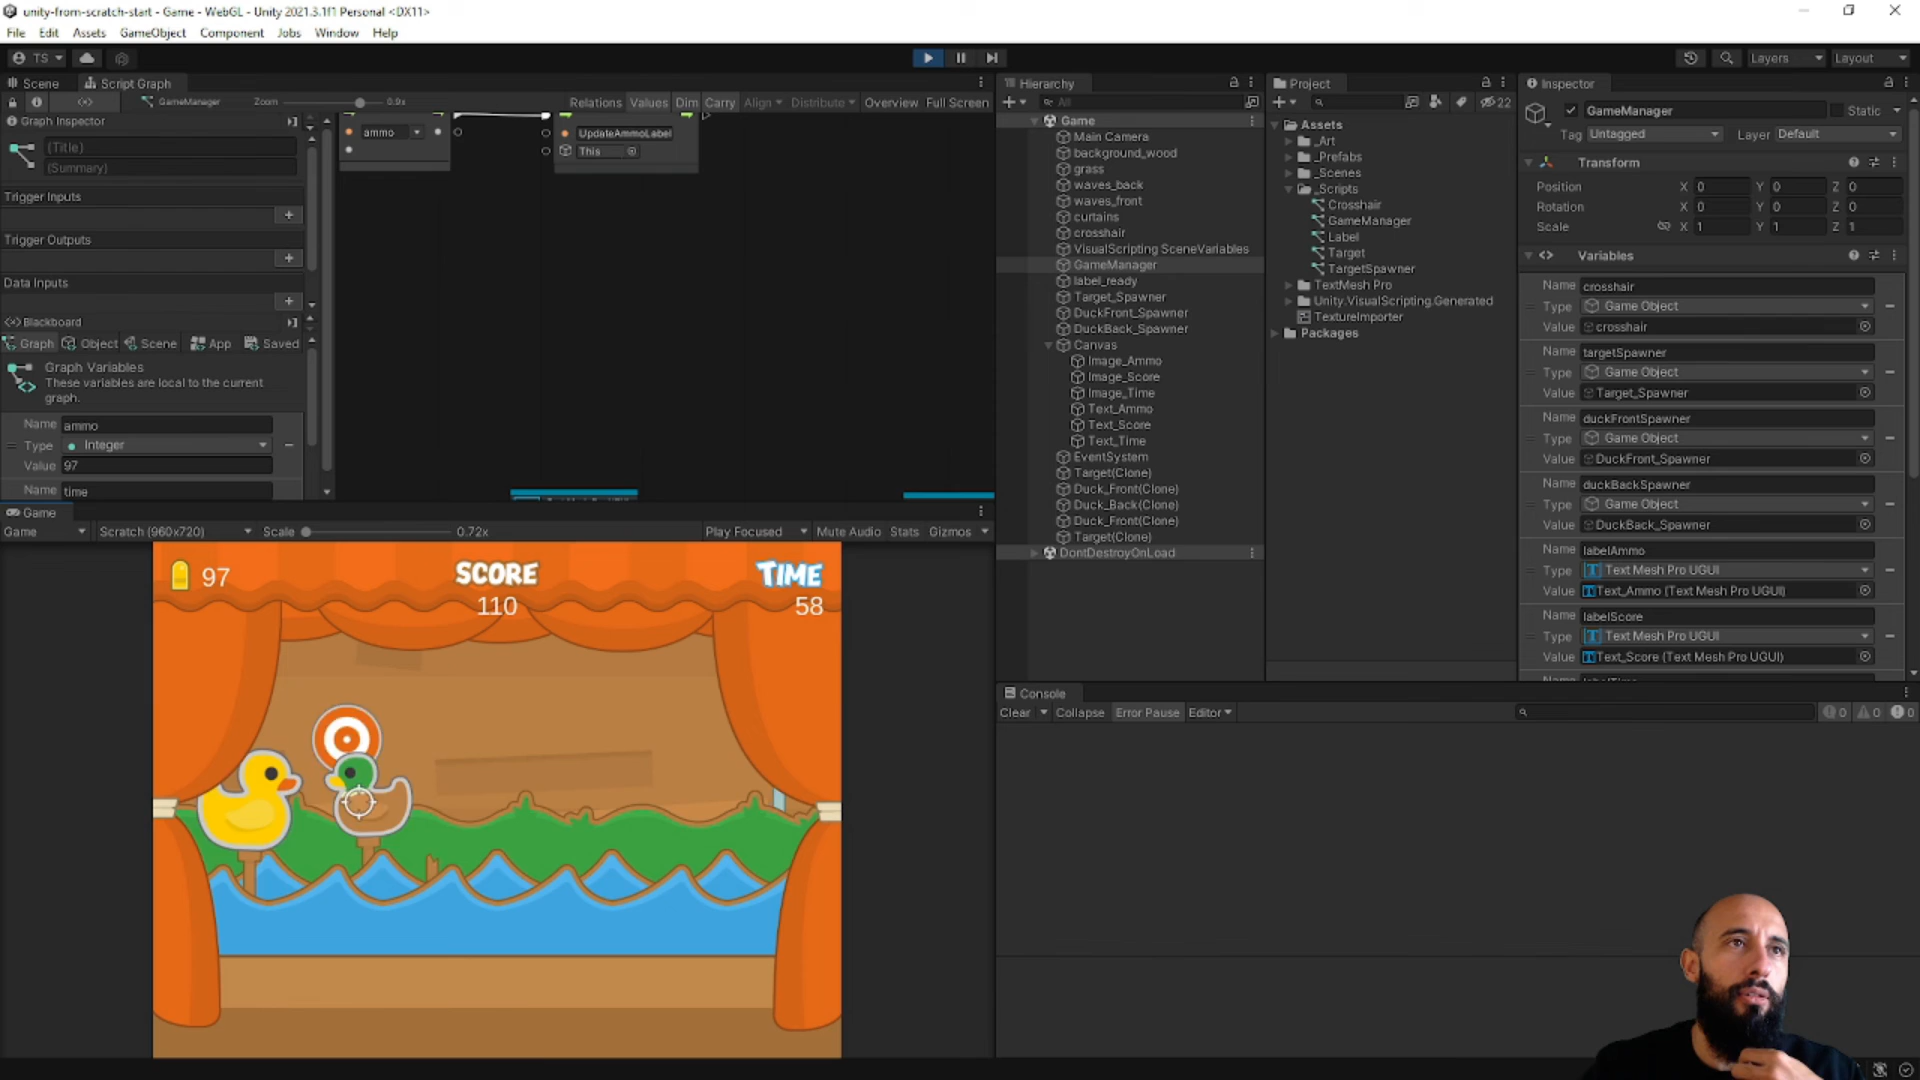 unity-from-scratch-start - Game - WebGL - Unity 2021.3.1f1 Personal <DX11>
File Edit Assets GameObject Component Jobs Window Help
TS Layers Layout
Scene Script Graph
GameManager Zoom 0.9x Relations Values Dim Carry Align Distribute Overview Full Screen
Graph Inspector
(Title)
(Summary)
Trigger Inputs
Trigger Outputs
Data Inputs
Blackboard
Graph Object Scene App Saved
Graph Variables
These variables are local to the current
graph.
Name ammo
Type Integer
Value 97
Name time
ammo
UpdateAmmoLabel
This
Game
Game Scratch (960x720) Scale 0.72x Play Focused Mute Audio Stats Gizmos
97
SCORE
110
TIME
58
Hierarchy
All
Game
Main Camera
background_wood
grass
waves_back
waves_front
curtains
crosshair
VisualScripting SceneVariables
GameManager
label_ready
Target_Spawner
DuckFront_Spawner
DuckBack_Spawner
Canvas
Image_Ammo
Image_Score
Image_Time
Text_Ammo
Text_Score
Text_Time
EventSystem
Target(Clone)
Duck_Front(Clone)
Duck_Back(Clone)
Duck_Front(Clone)
Target(Clone)
DontDestroyOnLoad
Project
22
Assets
_Art
_Prefabs
_Scenes
_Scripts
Crosshair
GameManager
Label
Target
TargetSpawner
TextMesh Pro
Unity.VisualScripting.Generated
TextureImporter
Packages
Inspector
GameManager Static
Tag Untagged Layer Default
Transform
Position X 0 Y 0 Z 0
Rotation X 0 Y 0 Z 0
Scale X 1 Y 1 Z 1
Variables
Name crosshair
Type Game Object
Value crosshair
Name targetSpawner
Type Game Object
Value Target_Spawner
Name duckFrontSpawner
Type Game Object
Value DuckFront_Spawner
Name duckBackSpawner
Type Game Object
Value DuckBack_Spawner
Name labelAmmo
Type Text Mesh Pro UGUI
Value Text_Ammo (Text Mesh Pro UGUI)
Name labelScore
Type Text Mesh Pro UGUI
Value Text_Score (Text Mesh Pro UGUI)
Console
Clear Collapse Error Pause Editor 0 0 0